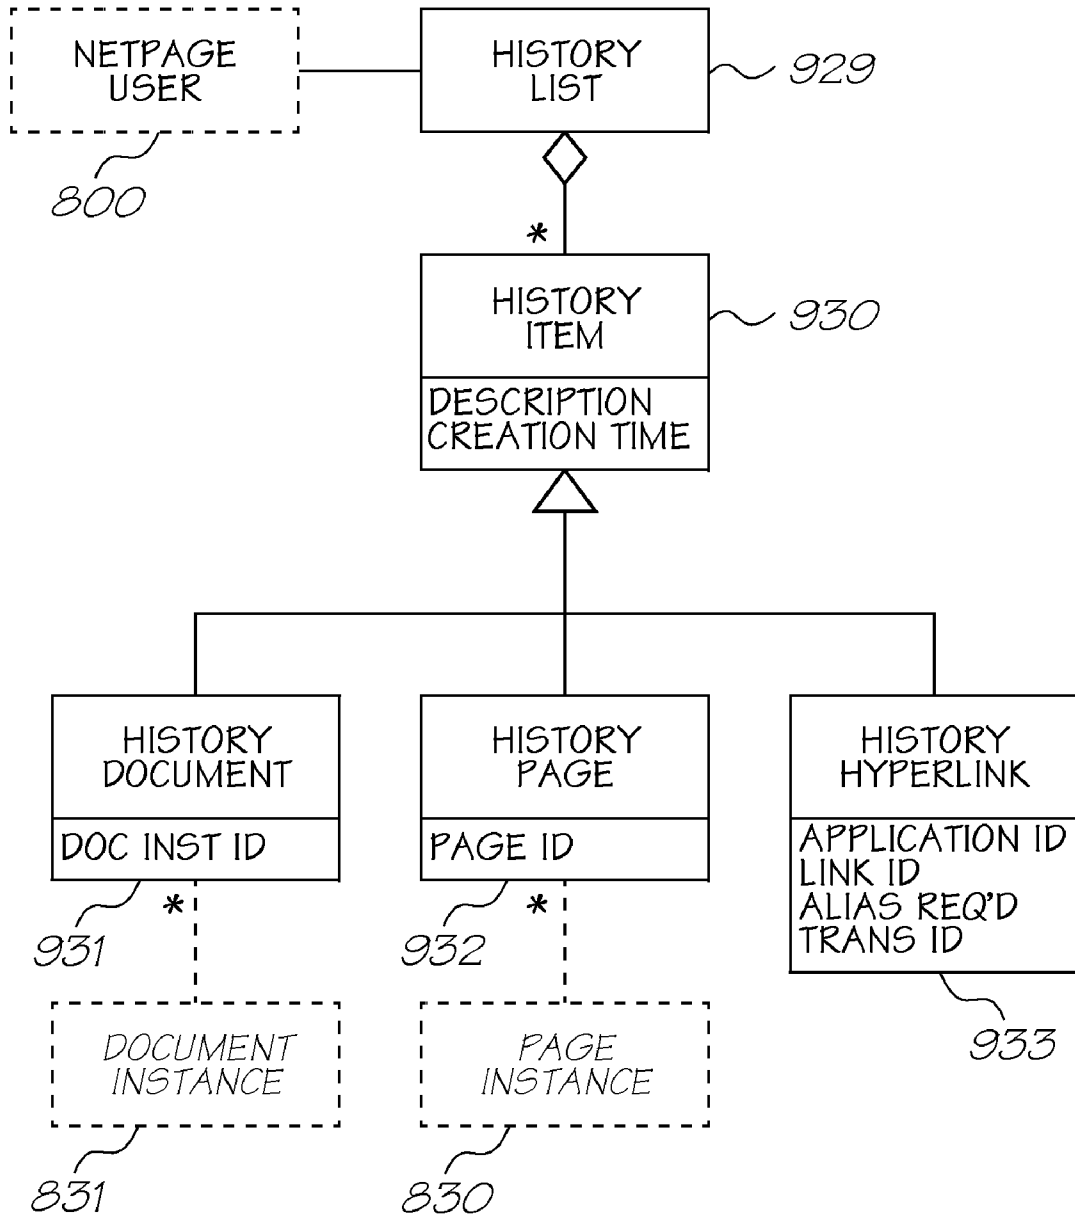 NETPAGE
USER
800
HISTORY
LIST
929
*
HISTORY
ITEM
930
DESCRIPTION
CREATION TIME
HISTORY
DOCUMENT
DOC INST ID
931
*
HISTORY
PAGE
PAGE ID
932
*
HISTORY
HYPERLINK
APPLICATION ID
LINK ID
ALIAS REQ'D
TRANS ID
933
DOCUMENT
INSTANCE
831
PAGE
INSTANCE
830